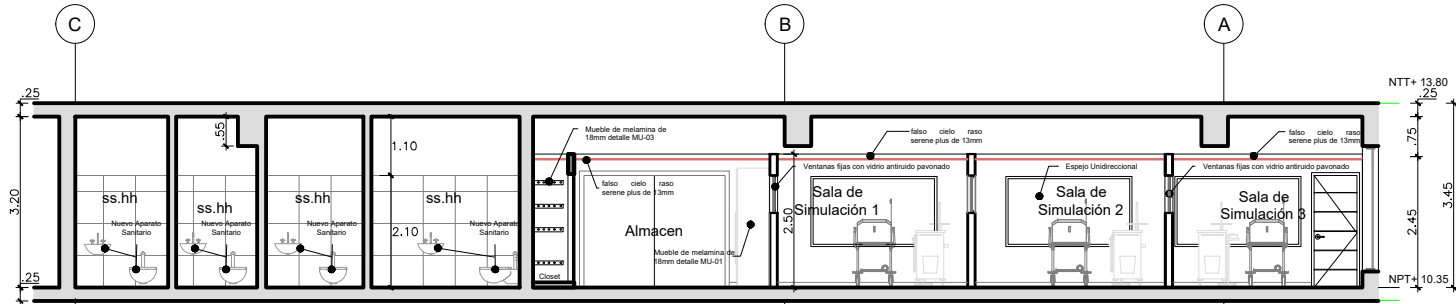 C
B
A
NTT+ 13.80
.25
.25
.55
1.10
.75
Mueble de melamina de
18mm detalle MU-03
falso cielo raso
serene plus de 13mm
falso cielo raso
serene plus de 13mm
Ventanas fijas con vidrio antiruido pavonado
Espejo Unidireccional
Ventanas fijas con vidrio antiruido pavonado
falso cielo raso
serene plus de 13mm
ss.hh
ss.hh
ss.hh
ss.hh
Sala de
Simulación 1
Sala de
Simulación 2
Sala de
Simulación 3
3.20
3.45
2.45
2.50
2.10
Nuevo Aparato
Sanitario
Nuevo Aparato
Sanitario
Nuevo Aparato
Sanitario
Nuevo Aparato
Sanitario
Almacen
Mueble de melamina de
18mm detalle MU-01
Closet
.25
NPT+ 10.35
.25